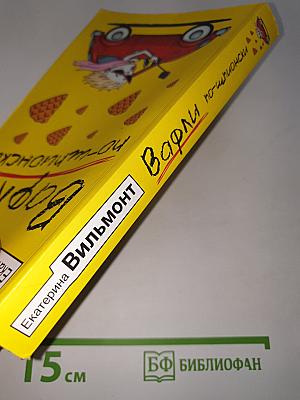 Вафли
по-шпионски
Вафли по-шпионски
Екатерина Вильмонт
15 см
БФ БИБЛИОФАН